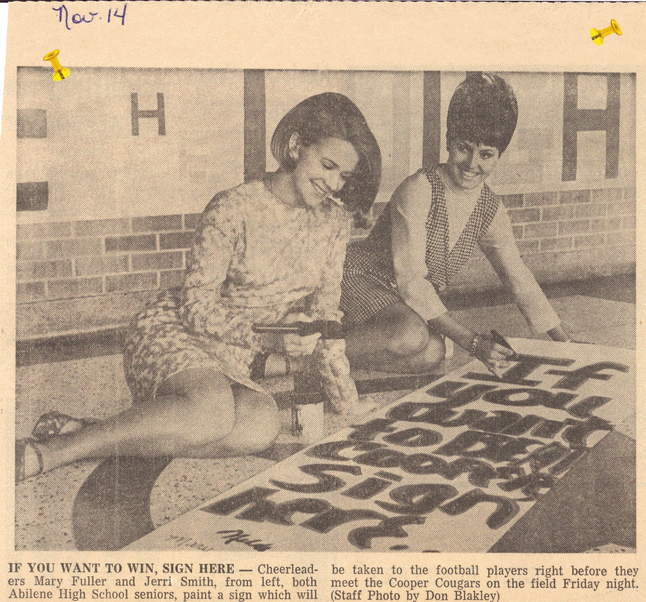 Nov. 14
H H
If
you
want
to beat
Sign
Here.
IF YOU WANT TO WIN, SIGN HERE — Cheerlead-
ers Mary Fuller and Jerri Smith, from left, both
Abilene High School seniors, paint a sign which will
be taken to the football players right before they
meet the Cooper Cougars on the field Friday night.
(Staff Photo by Don Blakley)